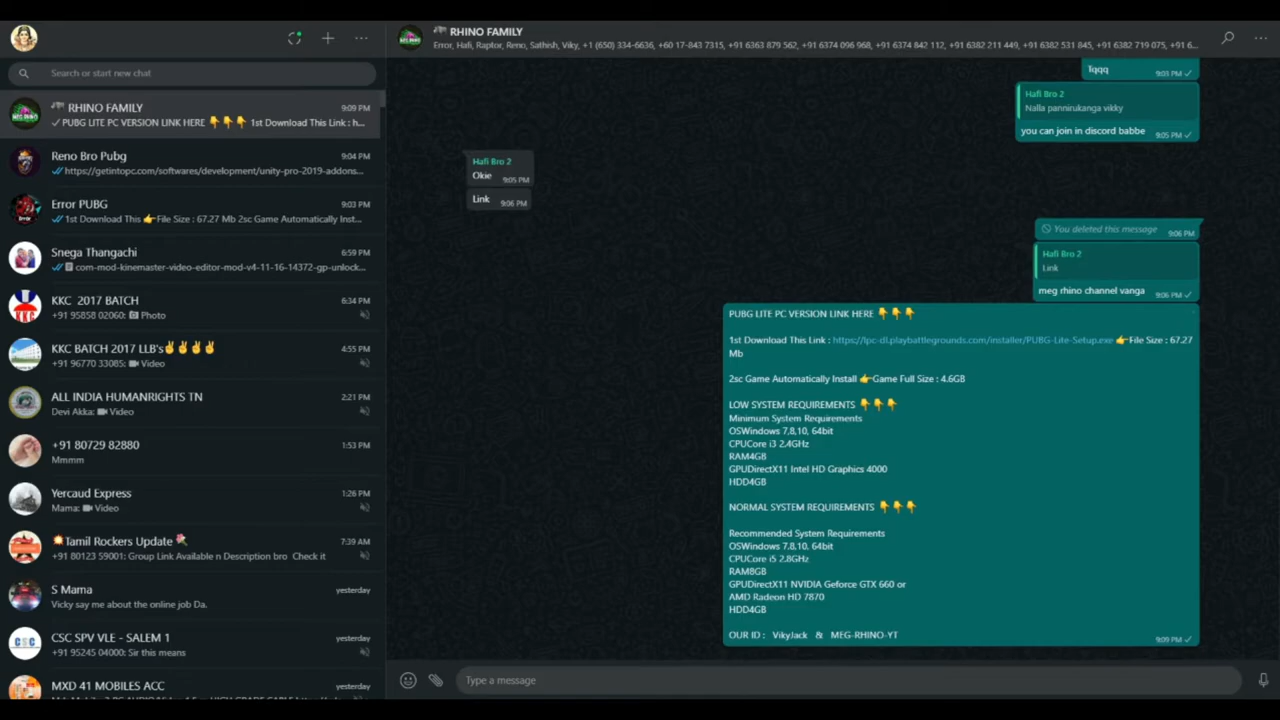 Search or start new chat
RHINO FAMILY 9:09 PM
✓ PUBG LITE PC VERSION LINK HERE 👇👇👇 1st Download This Link : h...
Reno Bro Pubg 9:04 PM
https://getintopc.com/softwares/development/unity-pro-2019-addons...
Error PUBG 9:03 PM
1st Download This 👉File Size : 67.27 Mb 2sc Game Automatically Inst...
Snega Thangachi 6:59 PM
com-mod-kinemaster-video-editor-mod-v4-11-16-14372-gp-unlock...
KKC 2017 BATCH 6:34 PM
+91 95858 02060: Photo
KKC BATCH 2017 LLB's✌✌✌✌ 4:55 PM
+91 96770 33085: Video
ALL INDIA HUMANRIGHTS TN 2:21 PM
Devi Akka: Video
+91 80729 82880 1:53 PM
Mmmm
Yercaud Express 1:26 PM
Mama: Video
Tamil Rockers Update 7:39 AM
+91 80123 59001: Group Link Available n Description bro Check it
S Mama yesterday
Vicky say me about the online job Da.
CSC SPV VLE - SALEM 1 yesterday
+91 95245 04000: Sir this means
MXD 41 MOBILES ACC yesterday
RHINO FAMILY
Error, Hafi, Raptor, Reno, Sathish, Viky, +1 (650) 334-6636, +60 17-843 7315, +91 6363 879 562, +91 6374 096 968, +91 6374 842 112, +91 6382 211 449, +91 6382 531 845, +91 6382 719 075, +91 6...
Tqqq 9:03 PM
Hafi Bro 2
Nalla pannirukanga vikky
you can join in discord babbe 9:05 PM
Hafi Bro 2
Okie 9:05 PM
Link 9:06 PM
You deleted this message 9:06 PM
Hafi Bro 2
Link
meg rhino channel vanga 9:06 PM
PUBG LITE PC VERSION LINK HERE 👇👇👇
1st Download This Link : https://lpc-dl.playbattlegrounds.com/installer/PUBG-Lite-Setup.exe 👉File Size : 67.27
Mb
2sc Game Automatically Install 👉Game Full Size : 4.6GB
LOW SYSTEM REQUIREMENTS 👇👇👇
Minimum System Requirements
OSWindows 7,8,10, 64bit
CPUCore i3 2.4GHz
RAM4GB
GPUDirectX11 Intel HD Graphics 4000
HDD4GB
NORMAL SYSTEM REQUIREMENTS 👇👇👇
Recommended System Requirements
OSWindows 7,8,10, 64bit
CPUCore i5 2.8GHz
RAM8GB
GPUDirectX11 NVIDIA Geforce GTX 660 or
AMD Radeon HD 7870
HDD4GB
OUR ID : VikyJack & MEG-RHINO-YT 9:09 PM
Type a message